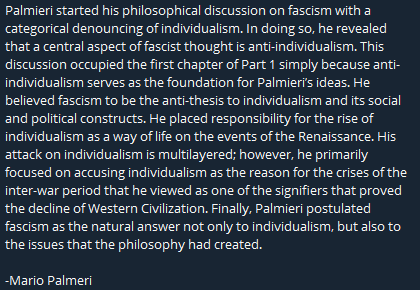 Palmieri started his philosophical discussion on fascism with a
categorical denouncing of individualism. In doing so, he revealed
that a central aspect of fascist thought is anti-individualism. This
discussion occupied the first chapter of Part 1 simply because anti-
individualism serves as the foundation for Palmieri's ideas. He
believed fascism to be the anti-thesis to individualism and its social
and political constructs. He placed responsibility for the rise of
individualism as a way of life on the events of the Renaissance. His
attack on individualism is multilayered; however, he primarily
focused on accusing individualism as the reason for the crises of the
inter-war period that he viewed as one of the signifiers that proved
the decline of Western Civilization. Finally, Palmieri postulated
fascism as the natural answer not only to individualism, but also to
the issues that the philosophy had created.
-Mario Palmeri